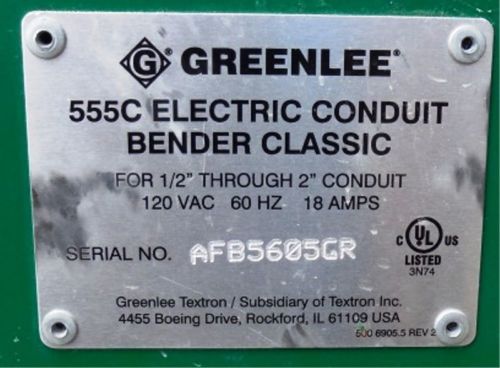 G GREENLEE®
555C ELECTRIC CONDUIT
BENDER CLASSIC
FOR 1/2" THROUGH 2" CONDUIT
120 VAC 60 HZ 18 AMPS
SERIAL NO. AFB5605GR
C UL US
LISTED
3N74
Greenlee Textron / Subsidiary of Textron Inc.
4455 Boeing Drive, Rockford, IL 61109 USA
500 6905.5 REV 2